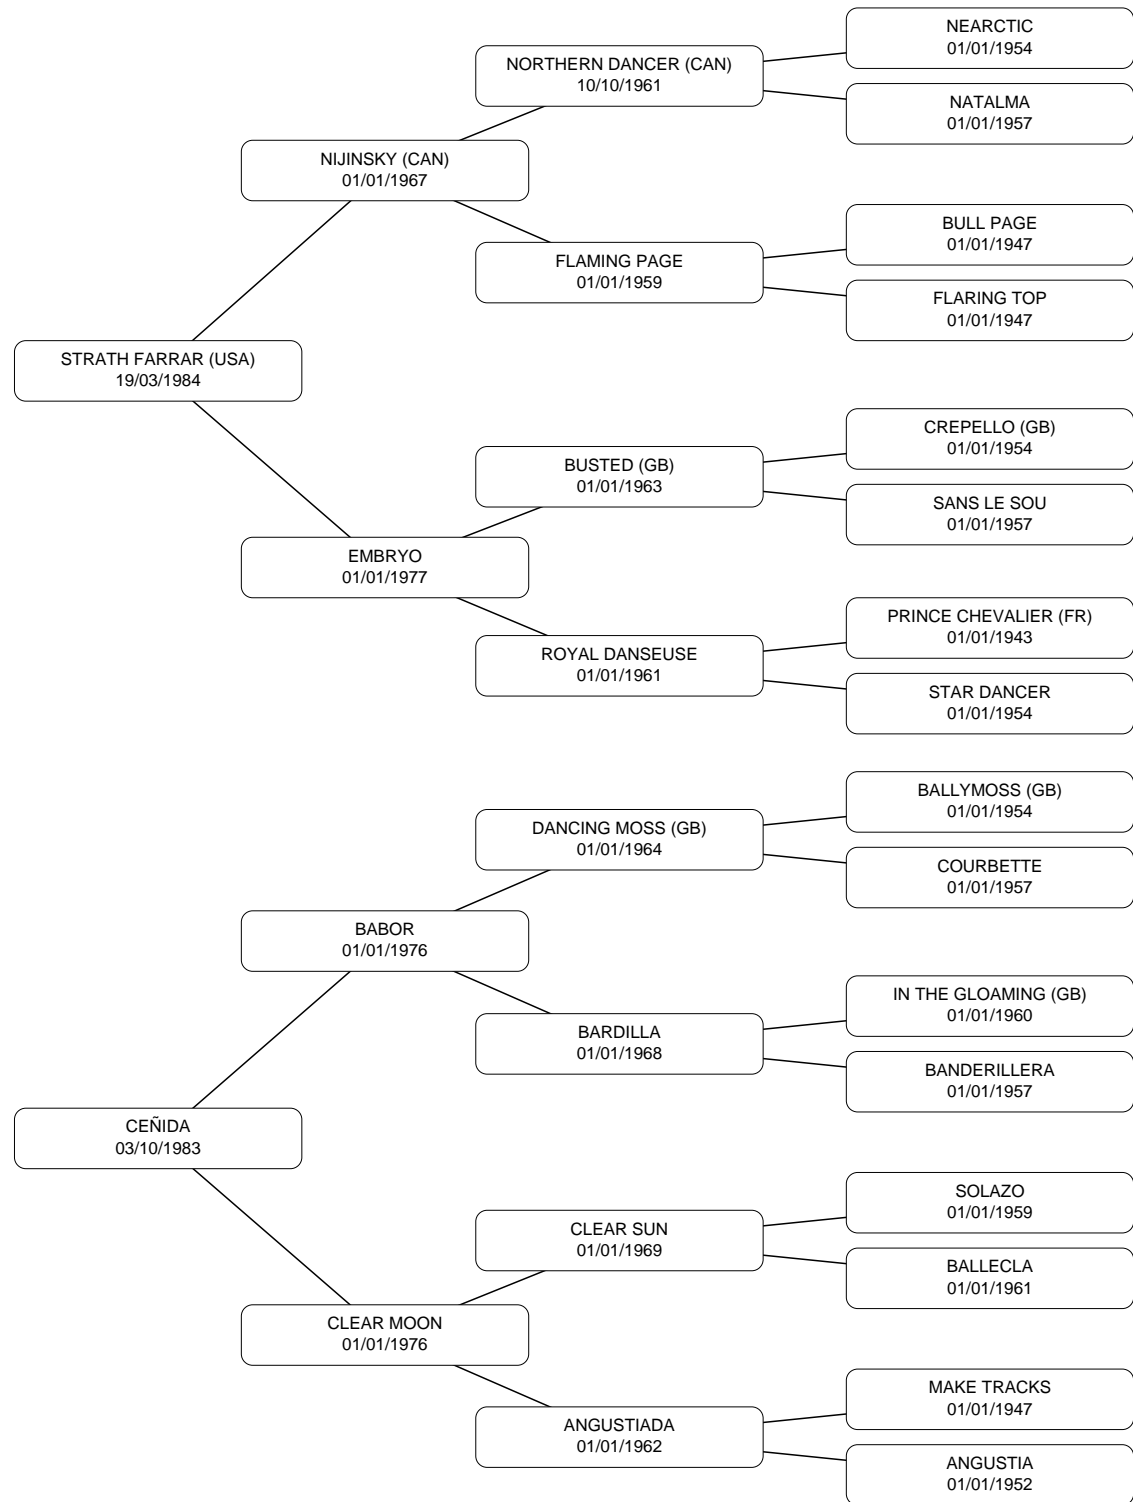 NEARCTIC
01/01/1954
NORTHERN DANCER (CAN)
10/10/1961
NATALMA
01/01/1957
NIJINSKY (CAN)
01/01/1967
BULL PAGE
01/01/1947
FLAMING PAGE
01/01/1959
FLARING TOP
01/01/1947
STRATH FARRAR (USA)
19/03/1984
CREPELLO (GB)
01/01/1954
BUSTED (GB)
01/01/1963
SANS LE SOU
01/01/1957
EMBRYO
01/01/1977
PRINCE CHEVALIER (FR)
01/01/1943
ROYAL DANSEUSE
01/01/1961
STAR DANCER
01/01/1954
BALLYMOSS (GB)
01/01/1954
DANCING MOSS (GB)
01/01/1964
COURBETTE
01/01/1957
BABOR
01/01/1976
IN THE GLOAMING (GB)
01/01/1960
BARDILLA
01/01/1968
BANDERILLERA
01/01/1957
CEÑIDA
03/10/1983
SOLAZO
01/01/1959
CLEAR SUN
01/01/1969
BALLECLA
01/01/1961
CLEAR MOON
01/01/1976
MAKE TRACKS
01/01/1947
ANGUSTIADA
01/01/1962
ANGUSTIA
01/01/1952